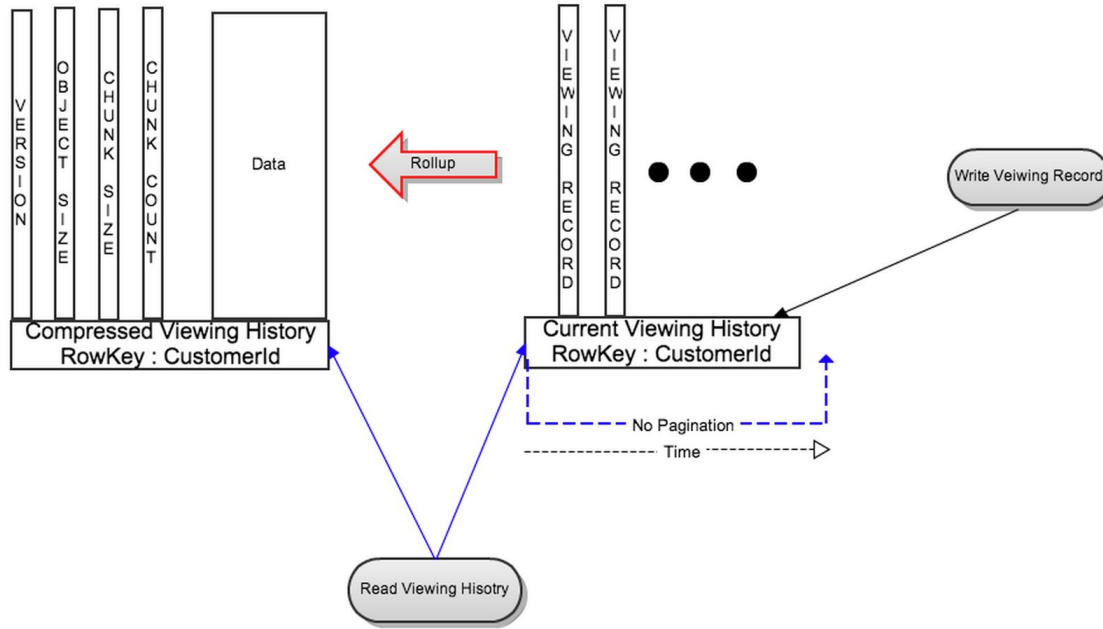 VERSION
OBJECT SIZE
CHUNK SIZE
CHUNK COUNT
Data
Compressed Viewing History
RowKey : CustomerId
Rollup
VIEWING RECORD
VIEWING RECORD
Current Viewing History
RowKey : CustomerId
Write Veiwing Record
No Pagination
Time
Read Viewing Hisotry